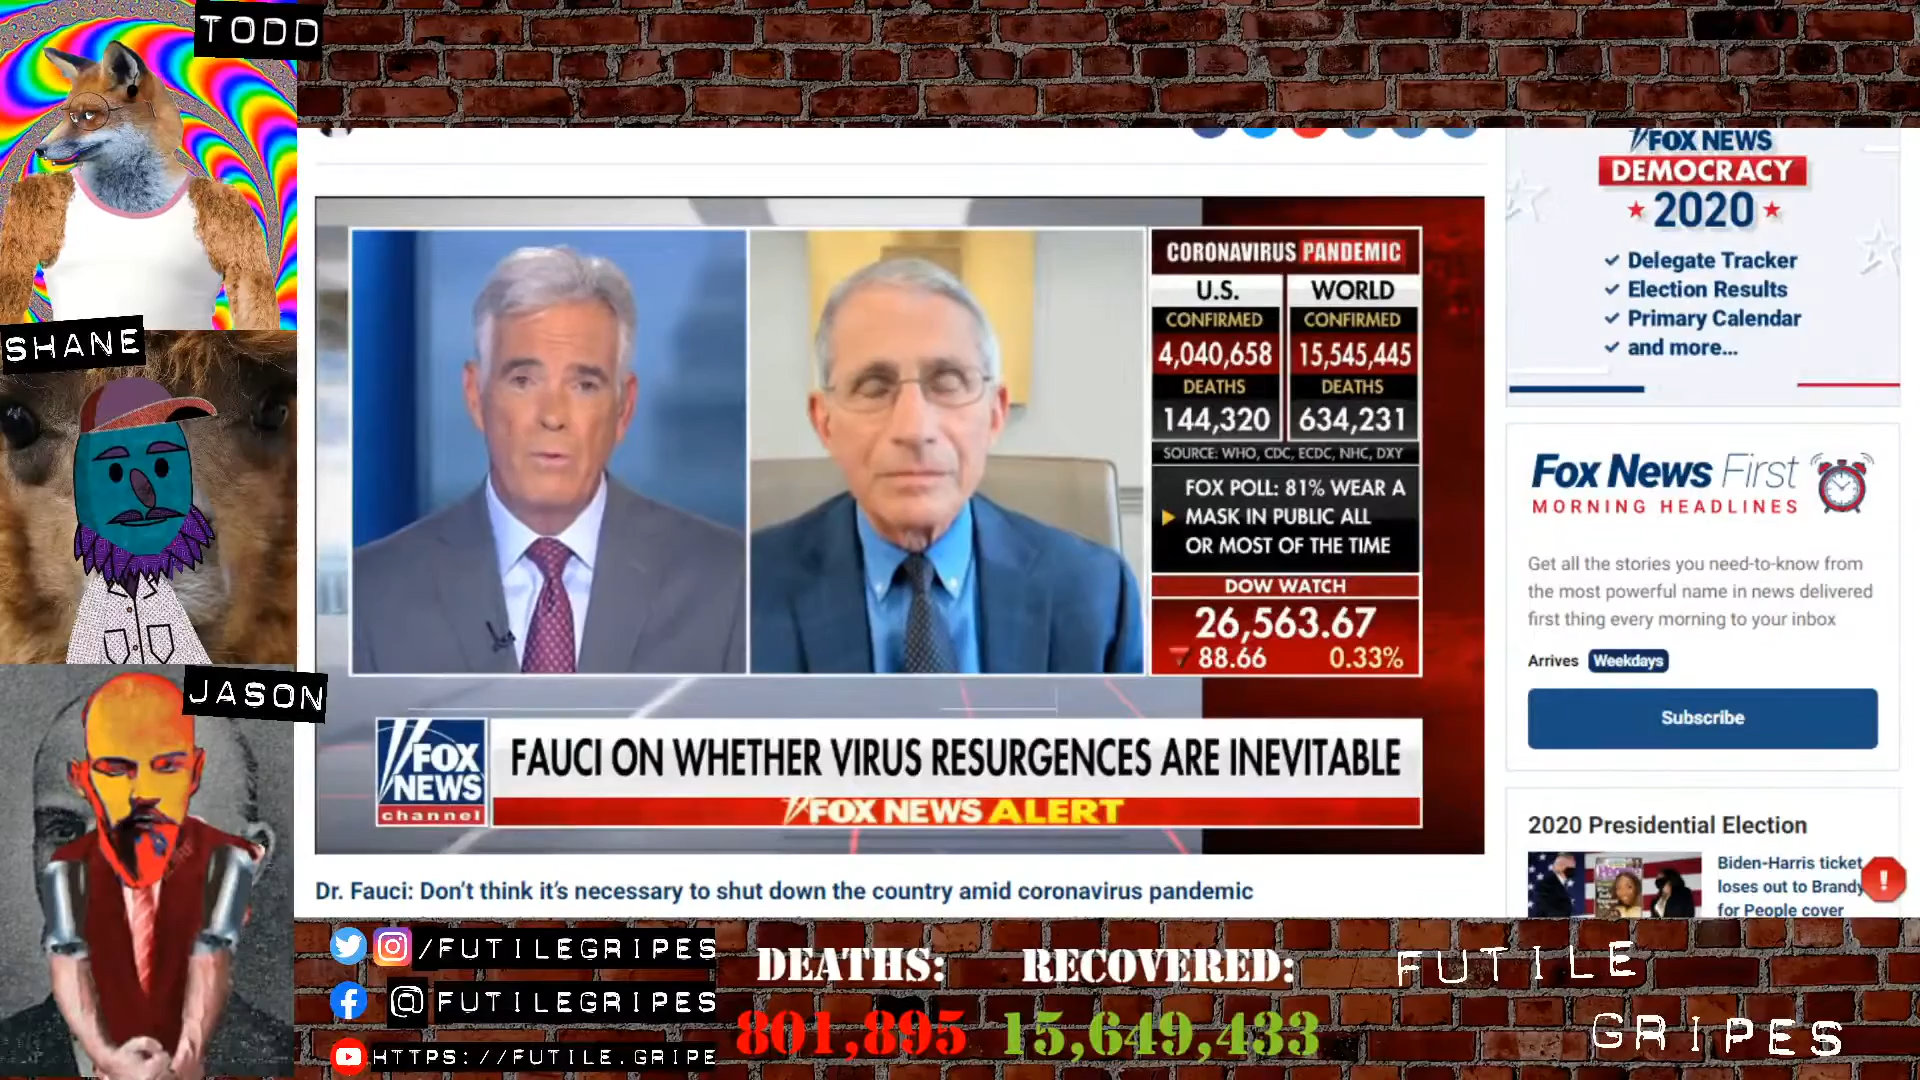 TODD
SHANE
JASON
CORONAVIRUS PANDEMIC
U.S. WORLD
CONFIRMED CONFIRMED
4,040,658 15,545,445
DEATHS DEATHS
144,320 634,231
SOURCE: WHO, CDC, ECDC, NHC, DXY
FOX POLL: 81% WEAR A
MASK IN PUBLIC ALL
OR MOST OF THE TIME
DOW WATCH
26,563.67
88.66 0.33%
FOX
NEWS
channel
FAUCI ON WHETHER VIRUS RESURGENCES ARE INEVITABLE
FOX NEWS ALERT
Dr. Fauci: Don't think it's necessary to shut down the country amid coronavirus pandemic
FOX NEWS
DEMOCRACY
2020
Delegate Tracker
Election Results
Primary Calendar
and more...
Fox News First
MORNING HEADLINES
Get all the stories you need-to-know from
the most powerful name in news delivered
first thing every morning to your inbox
Arrives Weekdays
Subscribe
2020 Presidential Election
Biden-Harris ticket
loses out to Brandy
for People cover
/FUTILEGRIPES
@FUTILEGRIPES
HTTPS://FUTILE.GRIPE
DEATHS: RECOVERED:
801,895 15,649,433
FUTILE
GRIPES